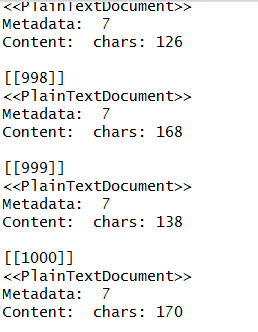 <<PlainTextDocument>>
Metadata:  7
Content:  chars: 126
[[998]]
<<PlainTextDocument>>
Metadata:  7
Content:  chars: 168
[[999]]
<<PlainTextDocument>>
Metadata:  7
Content:  chars: 138
[[1000]]
<<PlainTextDocument>>
Metadata:  7
Content:  chars: 170